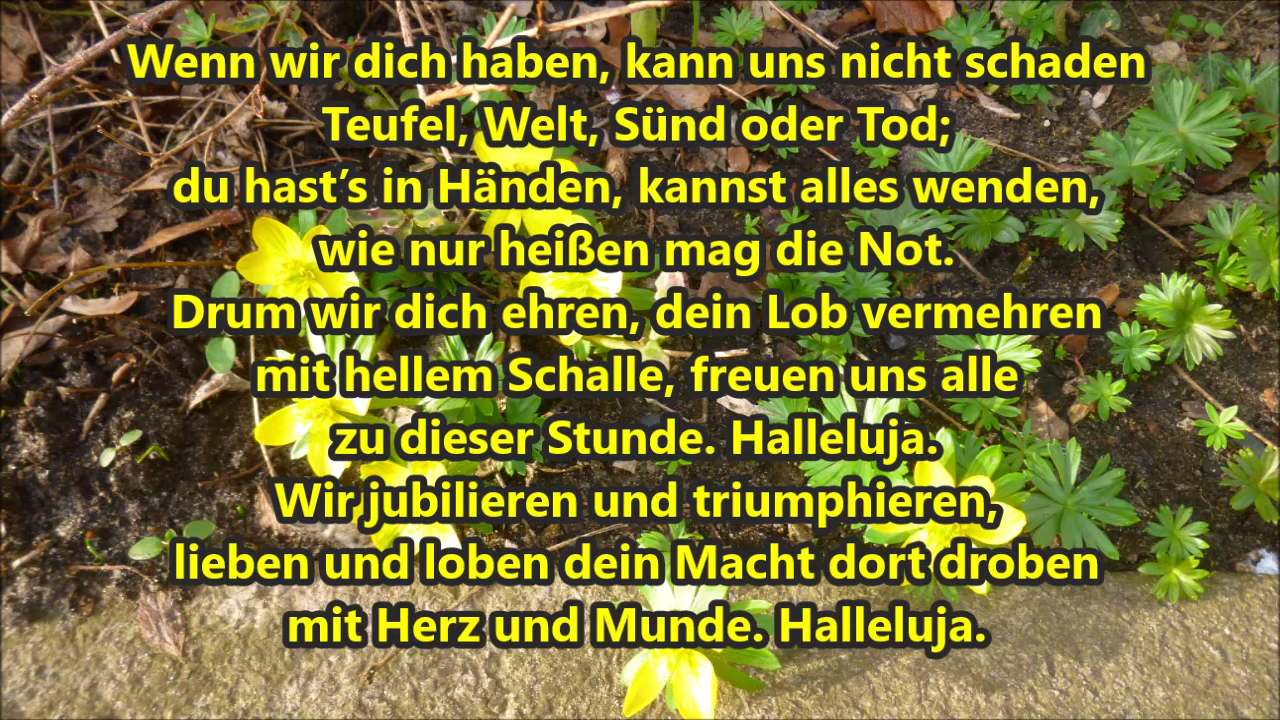 Wenn wir dich haben, kann uns nicht schaden
Teufel, Welt, Sünd oder Tod;
du hast’s in Händen, kannst alles wenden,
wie nur heißen mag die Not.
Drum wir dich ehren, dein Lob vermehren
mit hellem Schalle, freuen uns alle
zu dieser Stunde. Halleluja.
Wir jubilieren und triumphieren,
lieben und loben dein Macht dort droben
mit Herz und Munde. Halleluja.